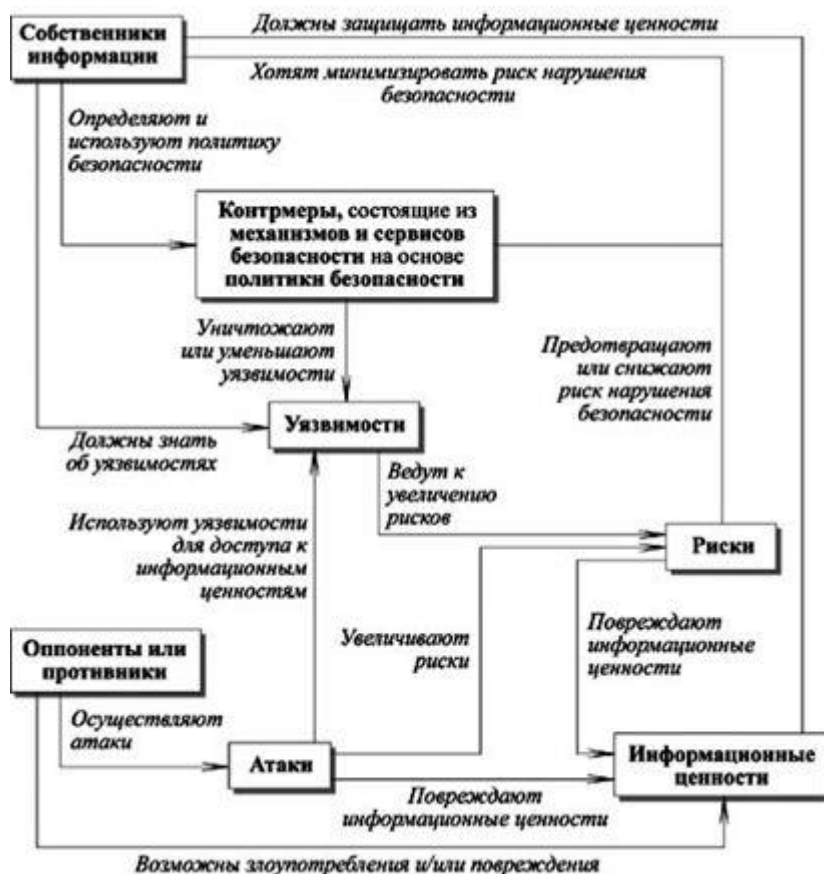 Собственники
информации
Должны защищать информационные ценности
Хотят минимизировать риск нарушения
безопасности
Определяют и
используют политику
безопасности
Контрмеры, состоящие из
механизмов и сервисов
безопасности на основе
политики безопасности
Уничтожают
или уменьшают
уязвимости
Предотвращают
или снижают
риск нарушения
безопасности
Уязвимости
Должны знать
об уязвимостях
Ведут к
увеличению
рисков
Используют уязвимости
для доступа к
информационным
ценностям
Риски
Оппоненты или
противники
Увеличивают
риски
Повреждают
информационные
ценности
Осуществляют
атаки
Атаки
Информационные
ценности
Повреждают
информационные ценности
Возможны злоупотребления и/или повреждения